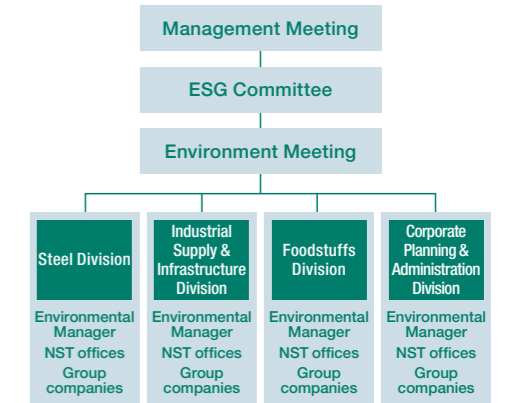 Management Meeting
ESG Committee
Environment Meeting
Steel Division
Environmental
Manager
NST offices
Group
companies
Industrial
Supply &
Infrastructure
Division
Environmental
Manager
NST offices
Group
companies
Foodstuffs
Division
Environmental
Manager
NST offices
Group
companies
Corporate
Planning &
Administration
Division
Environmental
Manager
NST offices
Group
companies